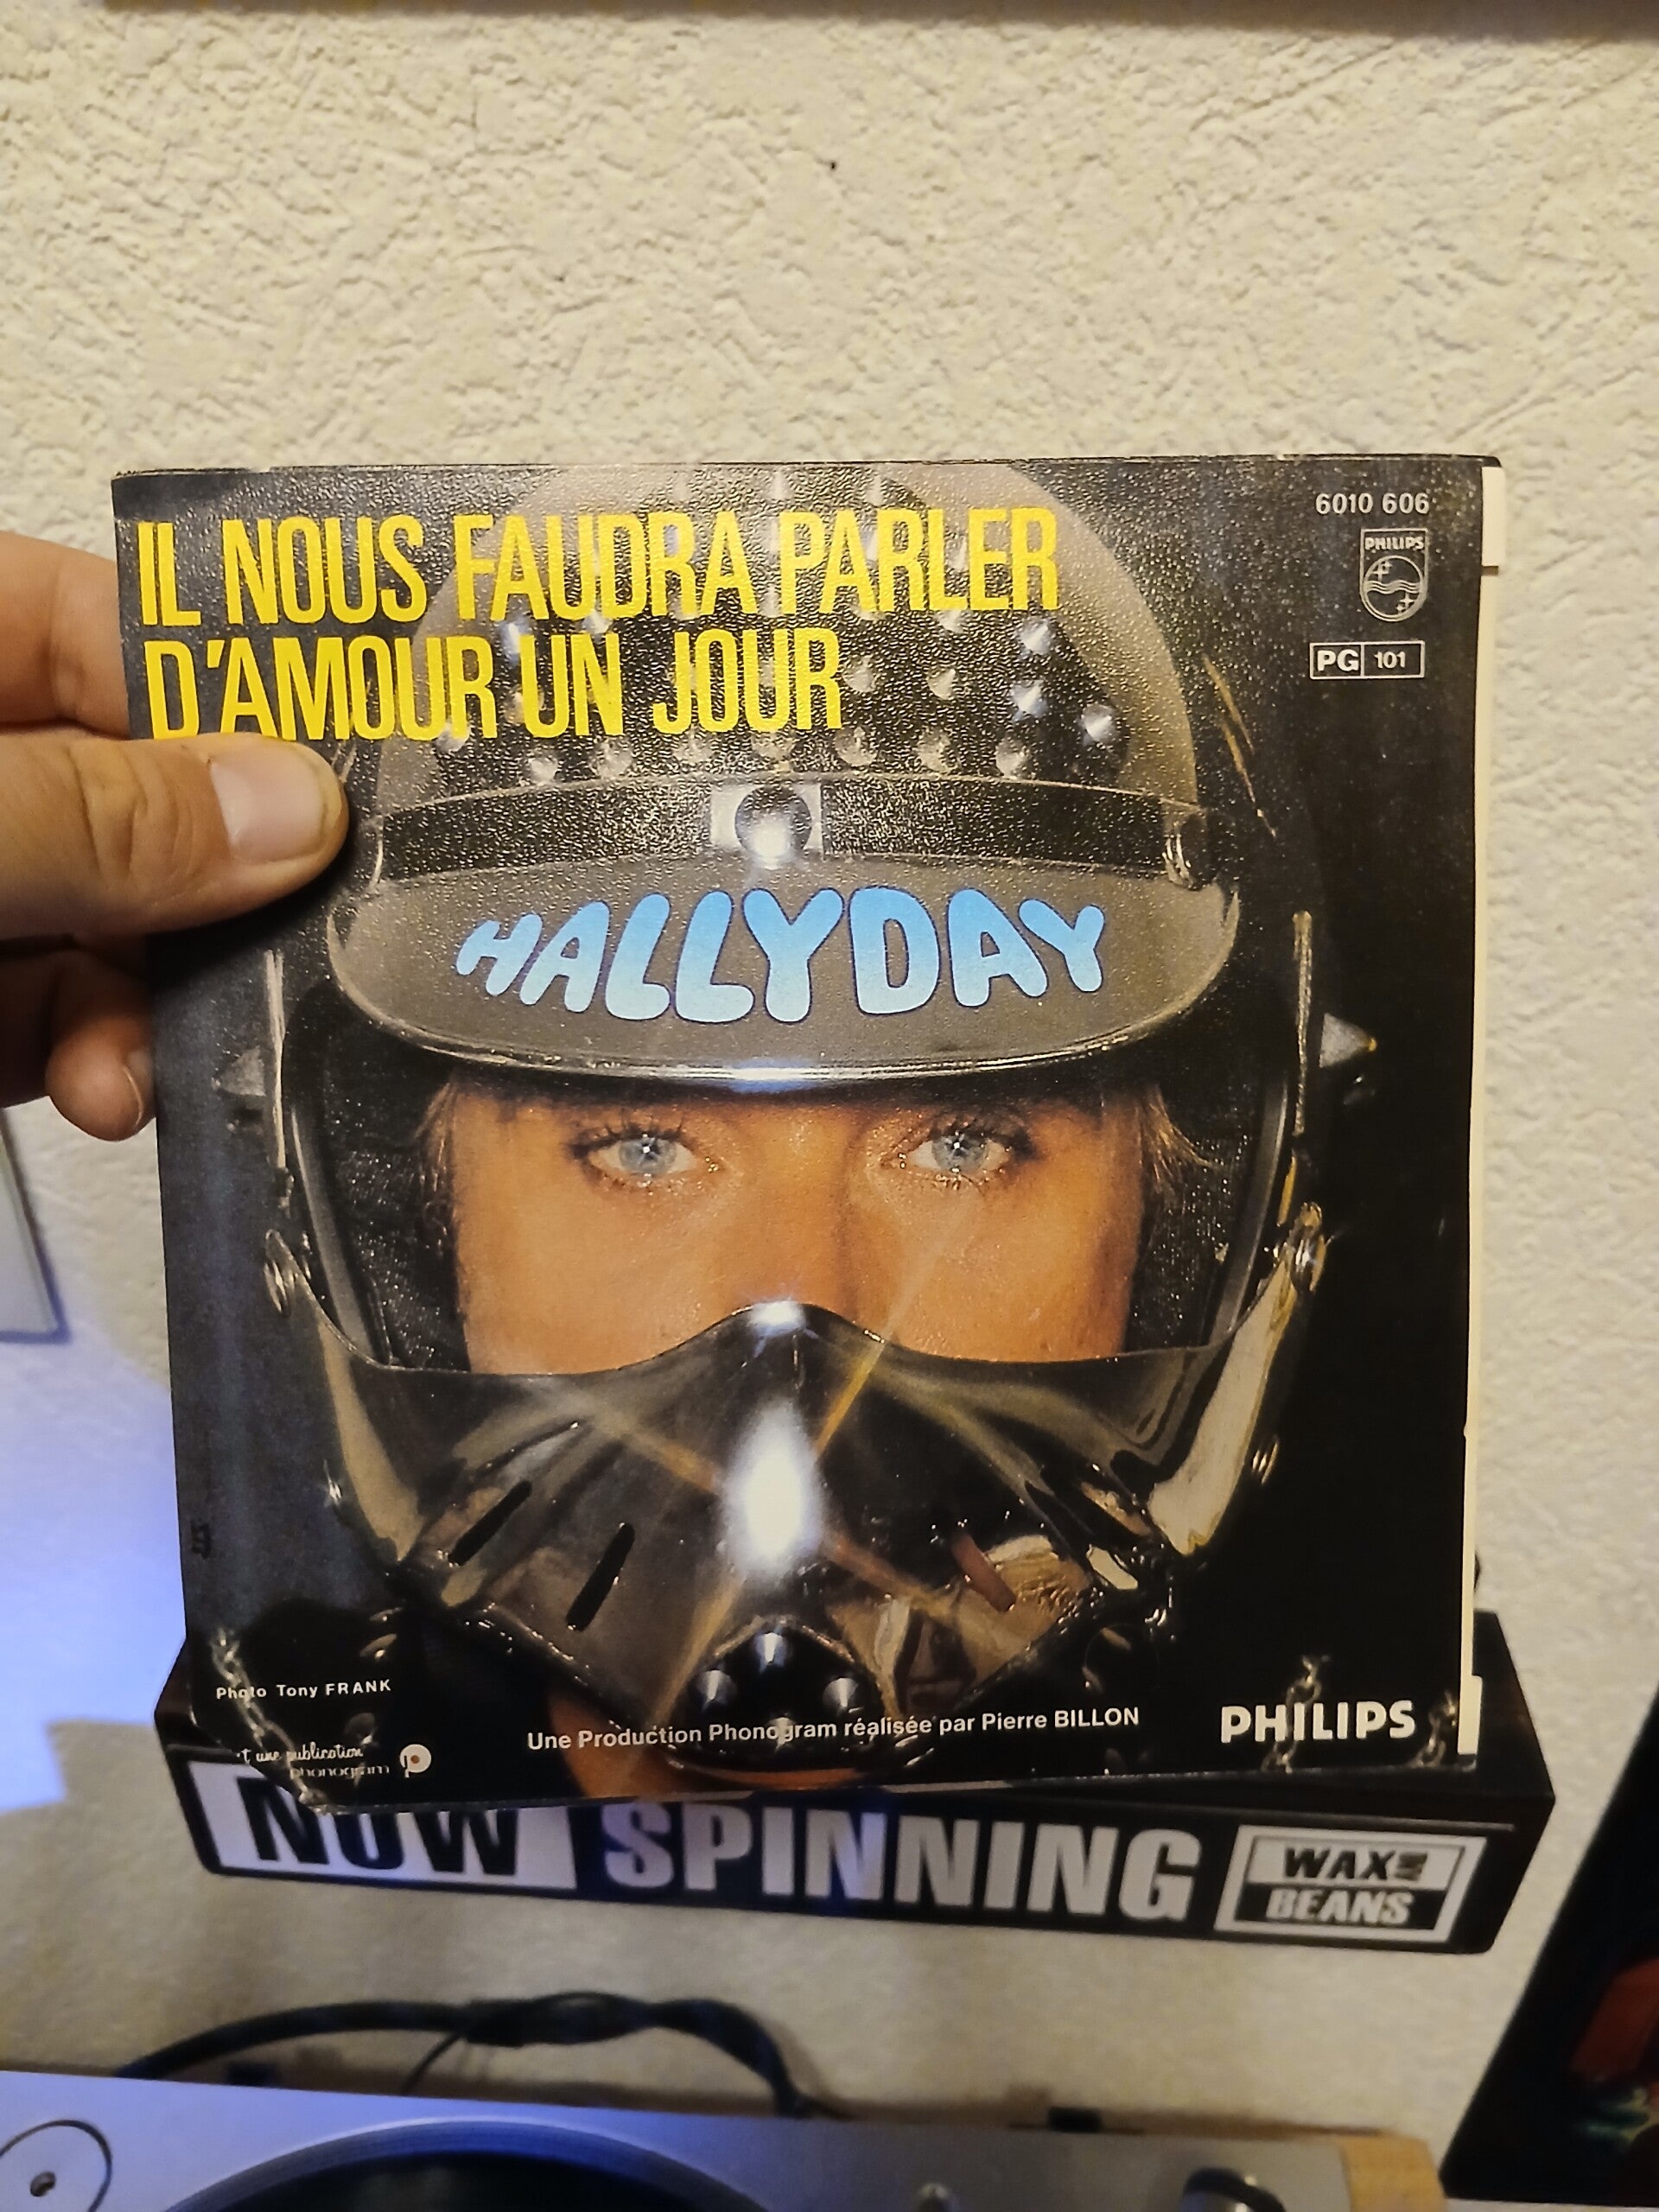 IL NOUS FAUDRA PARLER
D'AMOUR UN JOUR
6010 606
PHILIPS
PG 101
HALLYDAY
Photo Tony FRANK
une publication
phonogram
Une Production Phonogram réalisée par Pierre BILLON
PHILIPS
NOW SPINNING
WAX
BEANS